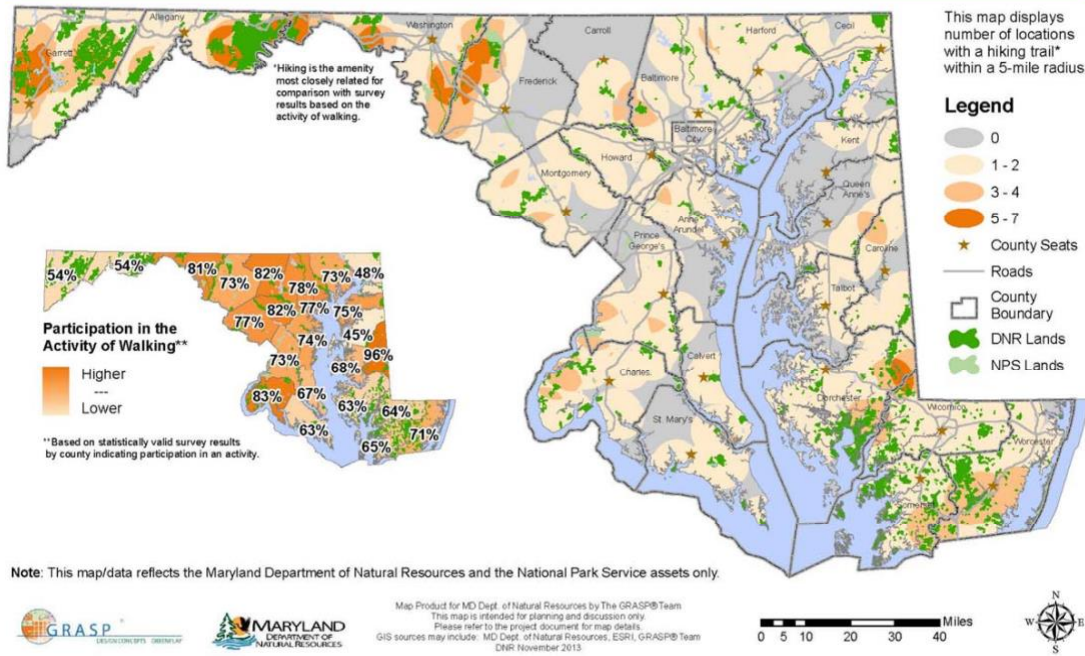 Allegany
Washington
Carroll
Harford
Cecil
Garrett
Frederick
Baltimore
*Hiking is the amenity
most closely related for
comparison with survey
results based on the
activity of walking.
Baltimore
City
Howard
Kent
Montgomery
Queen
Anne's
Anne
Arundel
Prince
George's
Caroline
Talbot
Calvert
Charles
St. Mary's
Dorchester
Wicomico
Worcester
Somerset
This map displays
number of locations
with a hiking trail*
within a 5-mile radius
Legend
0
1 - 2
3 - 4
5 - 7
County Seats
Roads
County
Boundary
DNR Lands
NPS Lands
54%
54%
81%
73%
82%
78%
73%
48%
77%
82%
77%
75%
74%
45%
73%
96%
68%
83%
67%
63%
64%
63%
71%
65%
Participation in the
Activity of Walking**
Higher
---
Lower
**Based on statistically valid survey results
by county indicating participation in an activity.
Note: This map/data reflects the Maryland Department of Natural Resources and the National Park Service assets only.
GRASP®
MARYLAND
DEPARTMENT OF
NATURAL RESOURCES
Map Product for MD Dept. of Natural Resources by The GRASP® Team
This map is intended for planning and discussion only.
Please refer to the project document for map details.
GIS sources may include: MD Dept. of Natural Resources, ESRI, GRASP® Team
DNR November 2013
Miles
0 5 10 20 30 40
N
W E
S